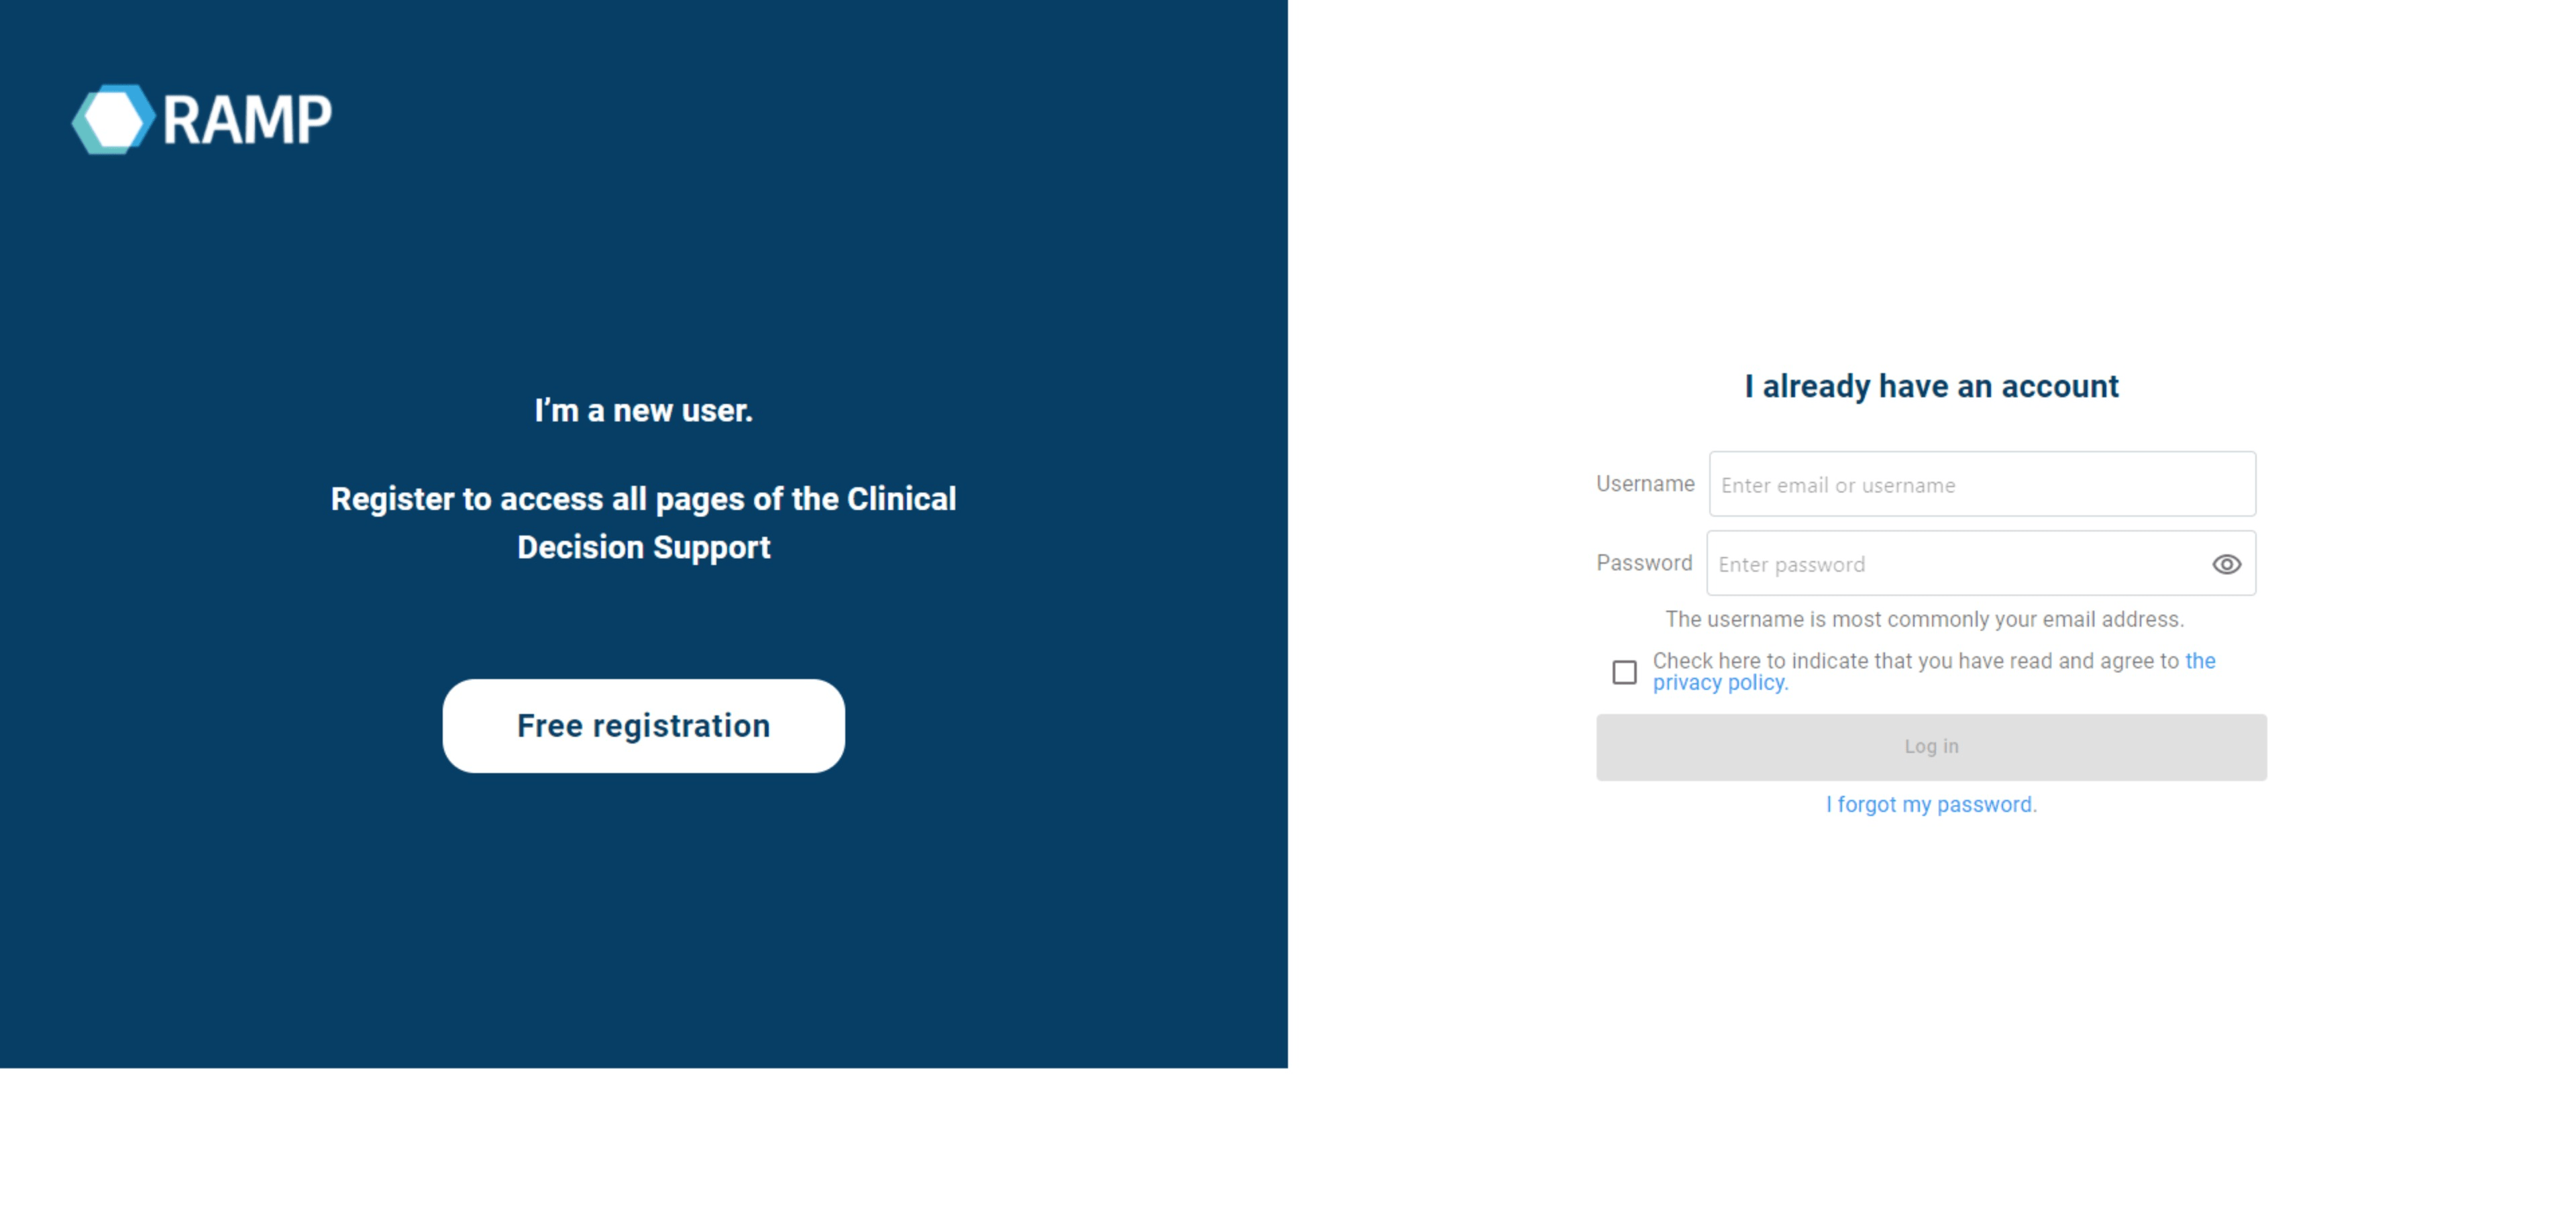 RAMP
I’m a new user.
Register to access all pages of the Clinical
Decision Support
Free registration
I already have an account
Username
Enter email or username
Password
Enter password
The username is most commonly your email address.
Check here to indicate that you have read and agree to the
privacy policy.
Log in
I forgot my password.